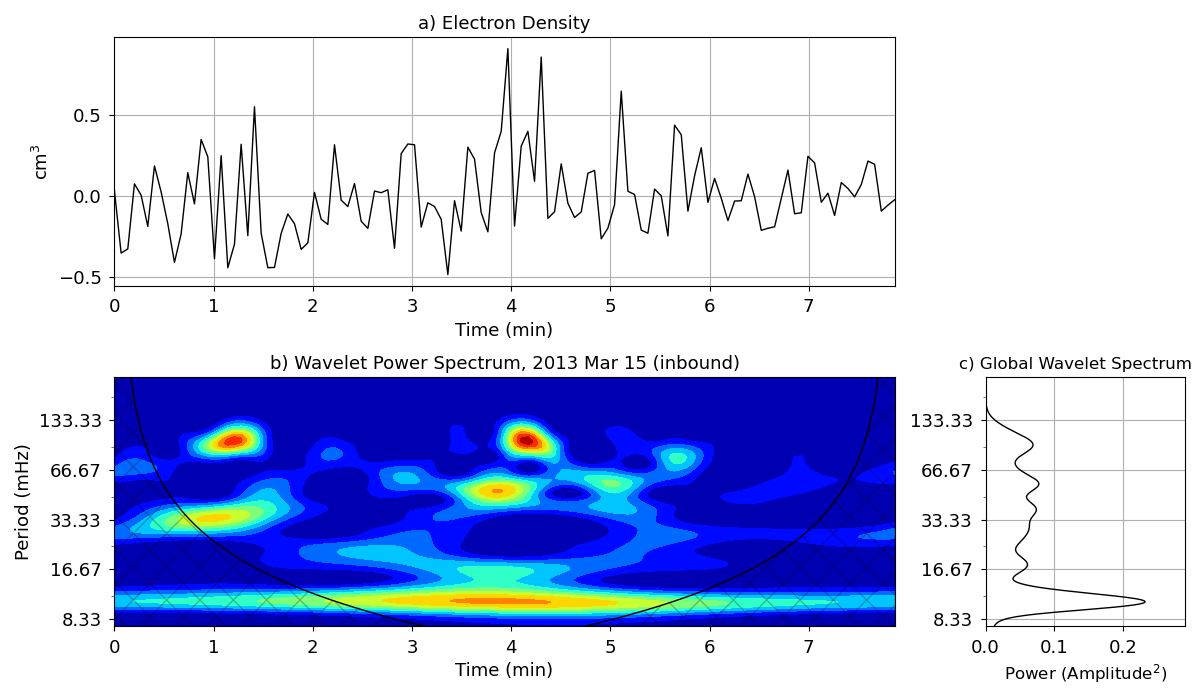 a) Electron Density
cm³
0.5
0.0
−0.5
0 1 2 3 4 5 6 7
Time (min)
b) Wavelet Power Spectrum, 2013 Mar 15 (inbound)
Period (mHz)
133.33
66.67
33.33
16.67
8.33
0 1 2 3 4 5 6 7
Time (min)
c) Global Wavelet Spectrum
133.33
66.67
33.33
16.67
8.33
0.0 0.1 0.2
Power (Amplitude²)